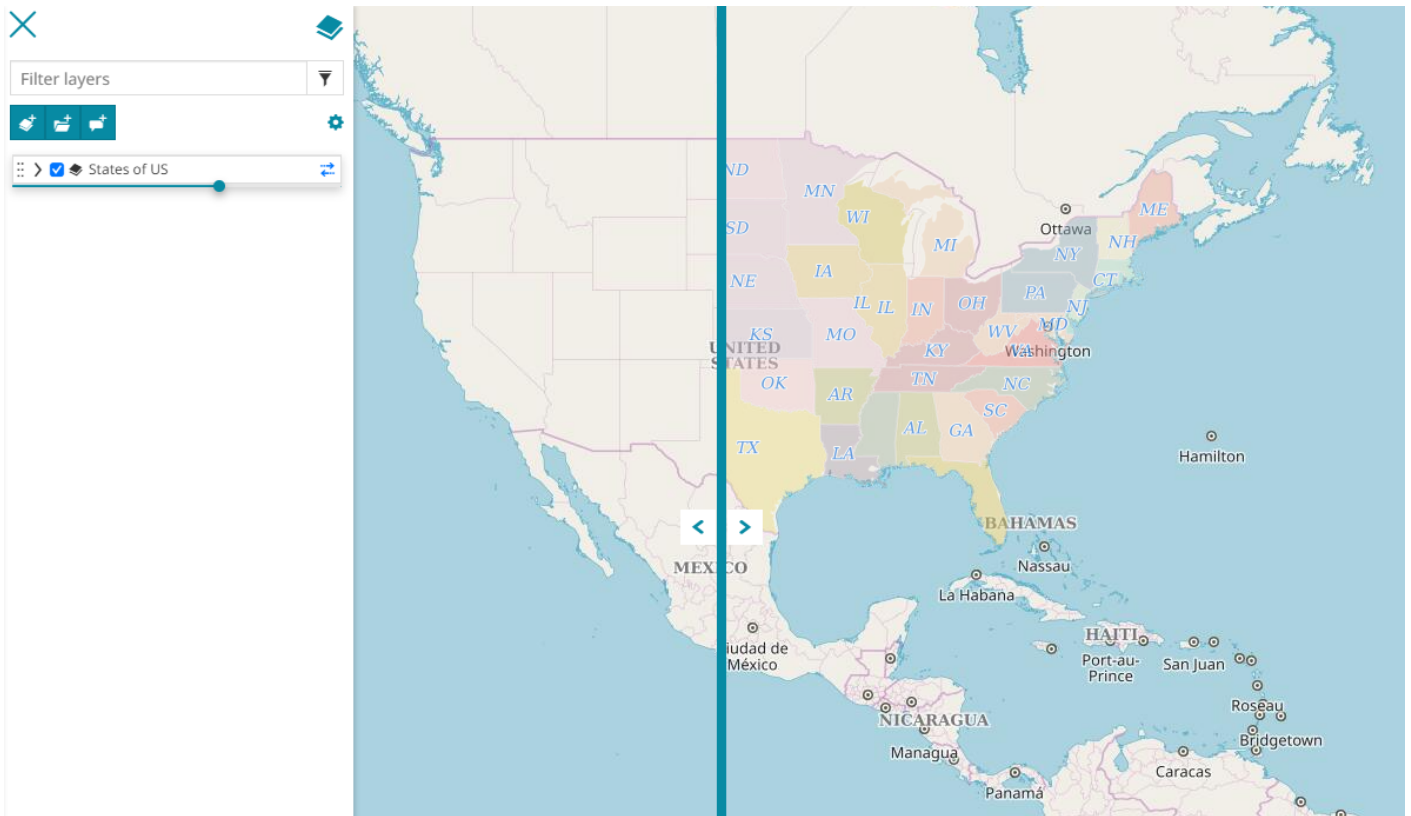 Filter layers
States of US
ND
MN
WI
MI
ME
Ottawa
SD
NH
NY
IA
NE
CT
PA
IL
IL
IN
OH
NJ
KS
MO
WV
MD
UNITED
STATES
KY
VA
Washington
OK
TN
NC
AR
SC
TX
LA
AL
GA
Hamilton
BAHAMAS
Nassau
MEXICO
La Habana
iudad de
México
HAITI
Port-au-
Prince
San Juan
Roseau
NICARAGUA
Bridgetown
Managua
Caracas
Panamá